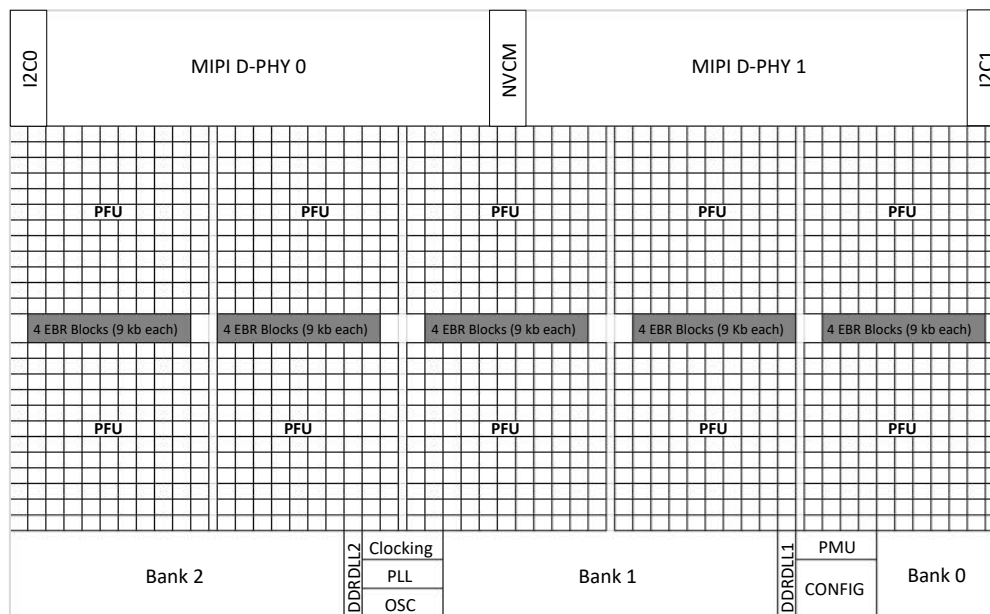 I2C0
MIPI D-PHY 0
NVCM
MIPI D-PHY 1
I2C1
PFU
PFU
PFU
PFU
PFU
4 EBR Blocks (9 kb each)
4 EBR Blocks (9 kb each)
4 EBR Blocks (9 kb each)
4 EBR Blocks (9 Kb each)
4 EBR Blocks (9 kb each)
PFU
PFU
PFU
PFU
PFU
Bank 2
DDRDLL2
Clocking
PLL
OSC
Bank 1
DDRDLL1
PMU
CONFIG
Bank 0